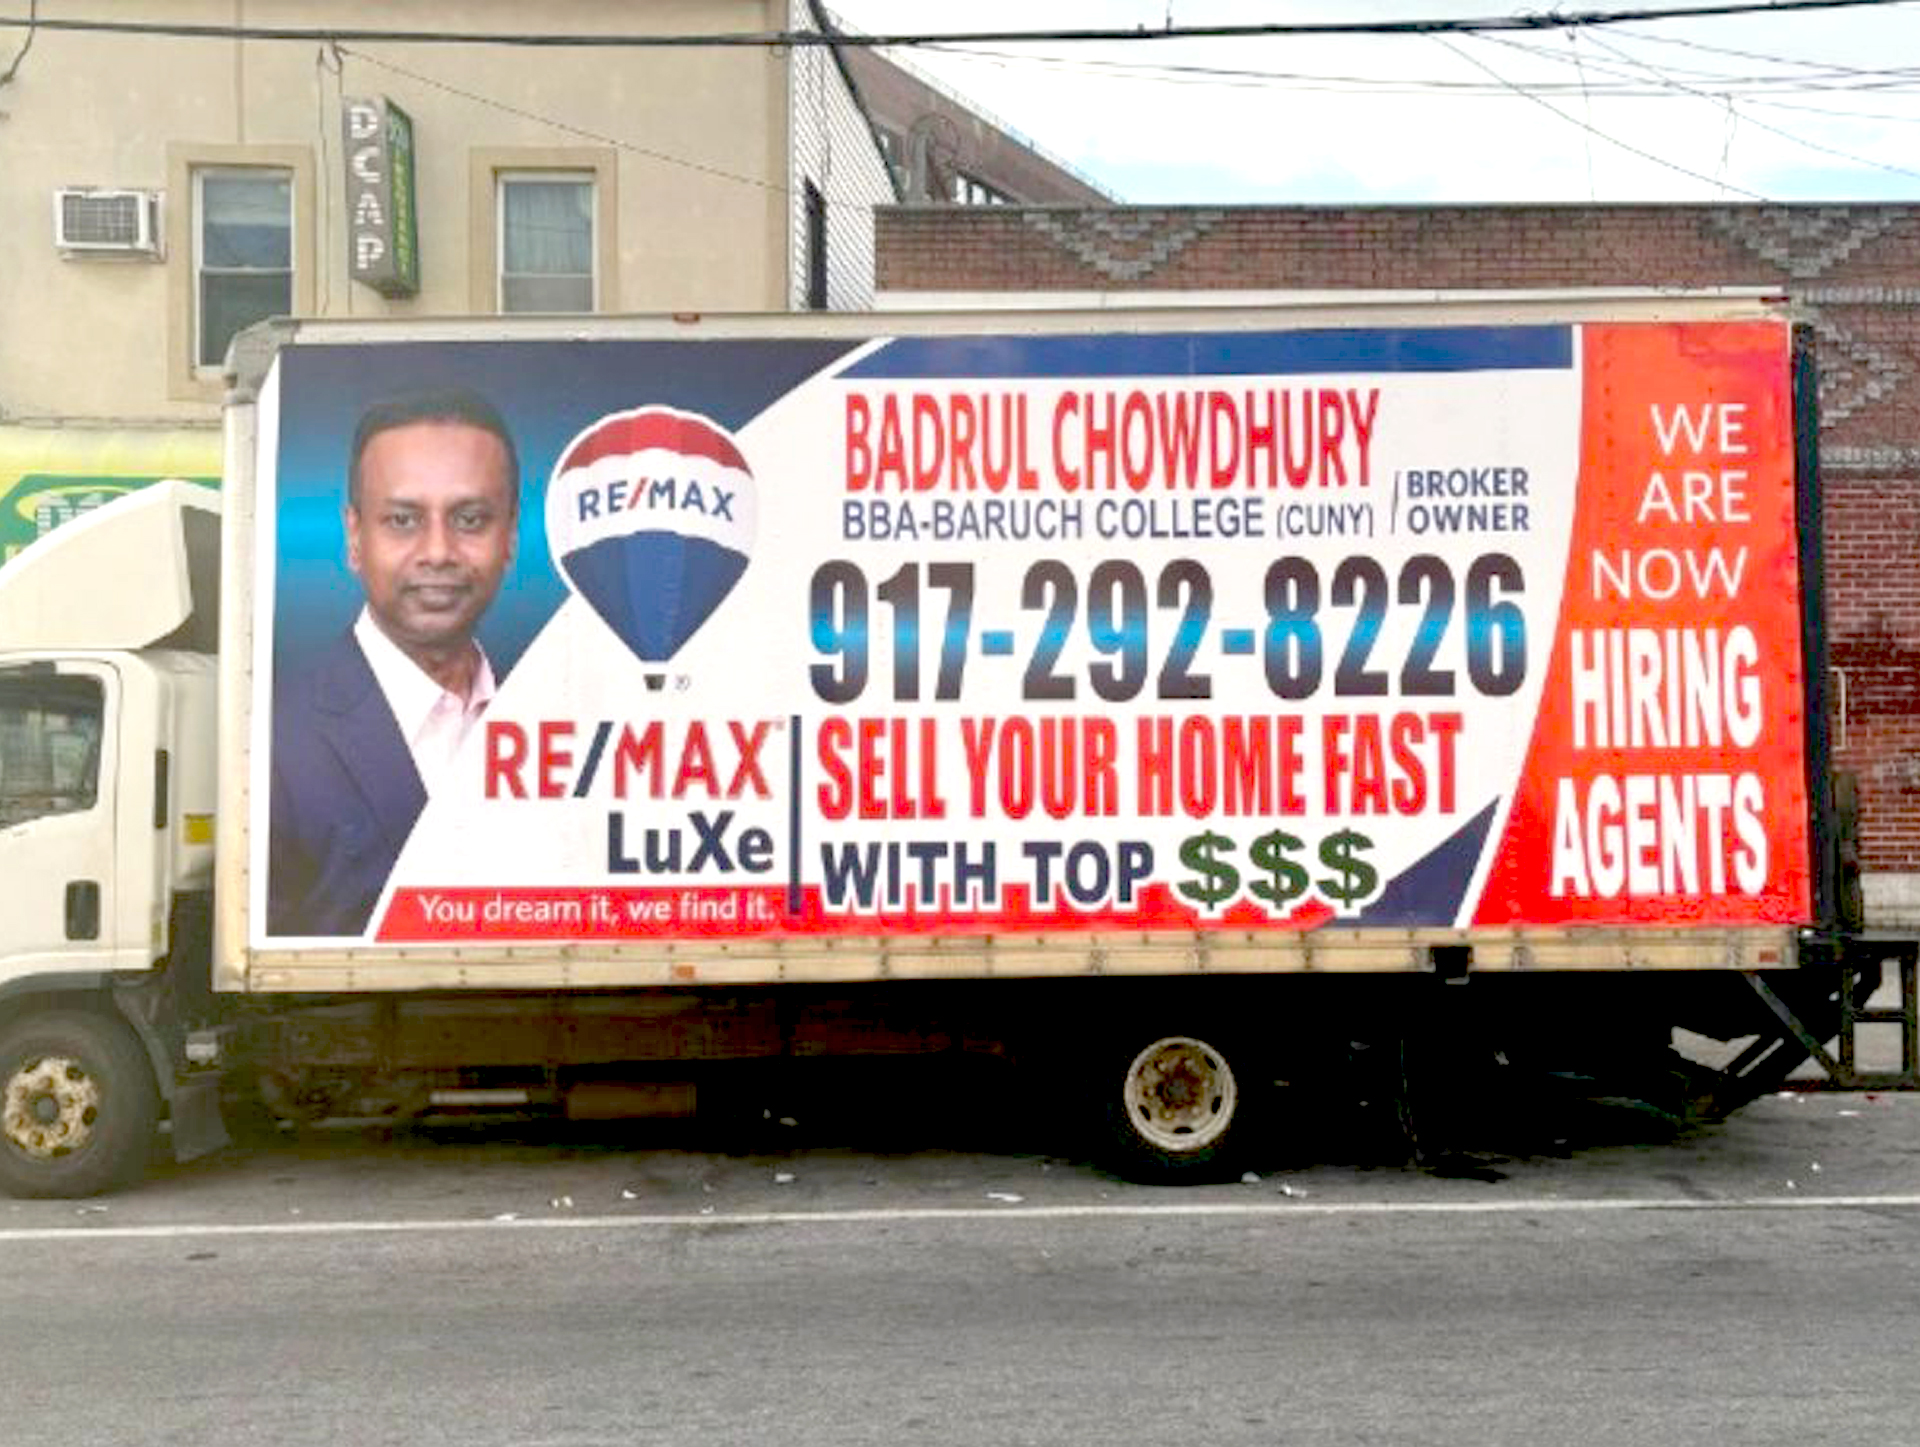 DCAP
RE/MAX
BADRUL CHOWDHURY
BBA-BARUCH COLLEGE (CUNY)
BROKER
OWNER
917-292-8226
RE/MAX
LuXe
You dream it, we find it.
SELL YOUR HOME FAST
WITH TOP $$$
WE
ARE
NOW
HIRING
AGENTS